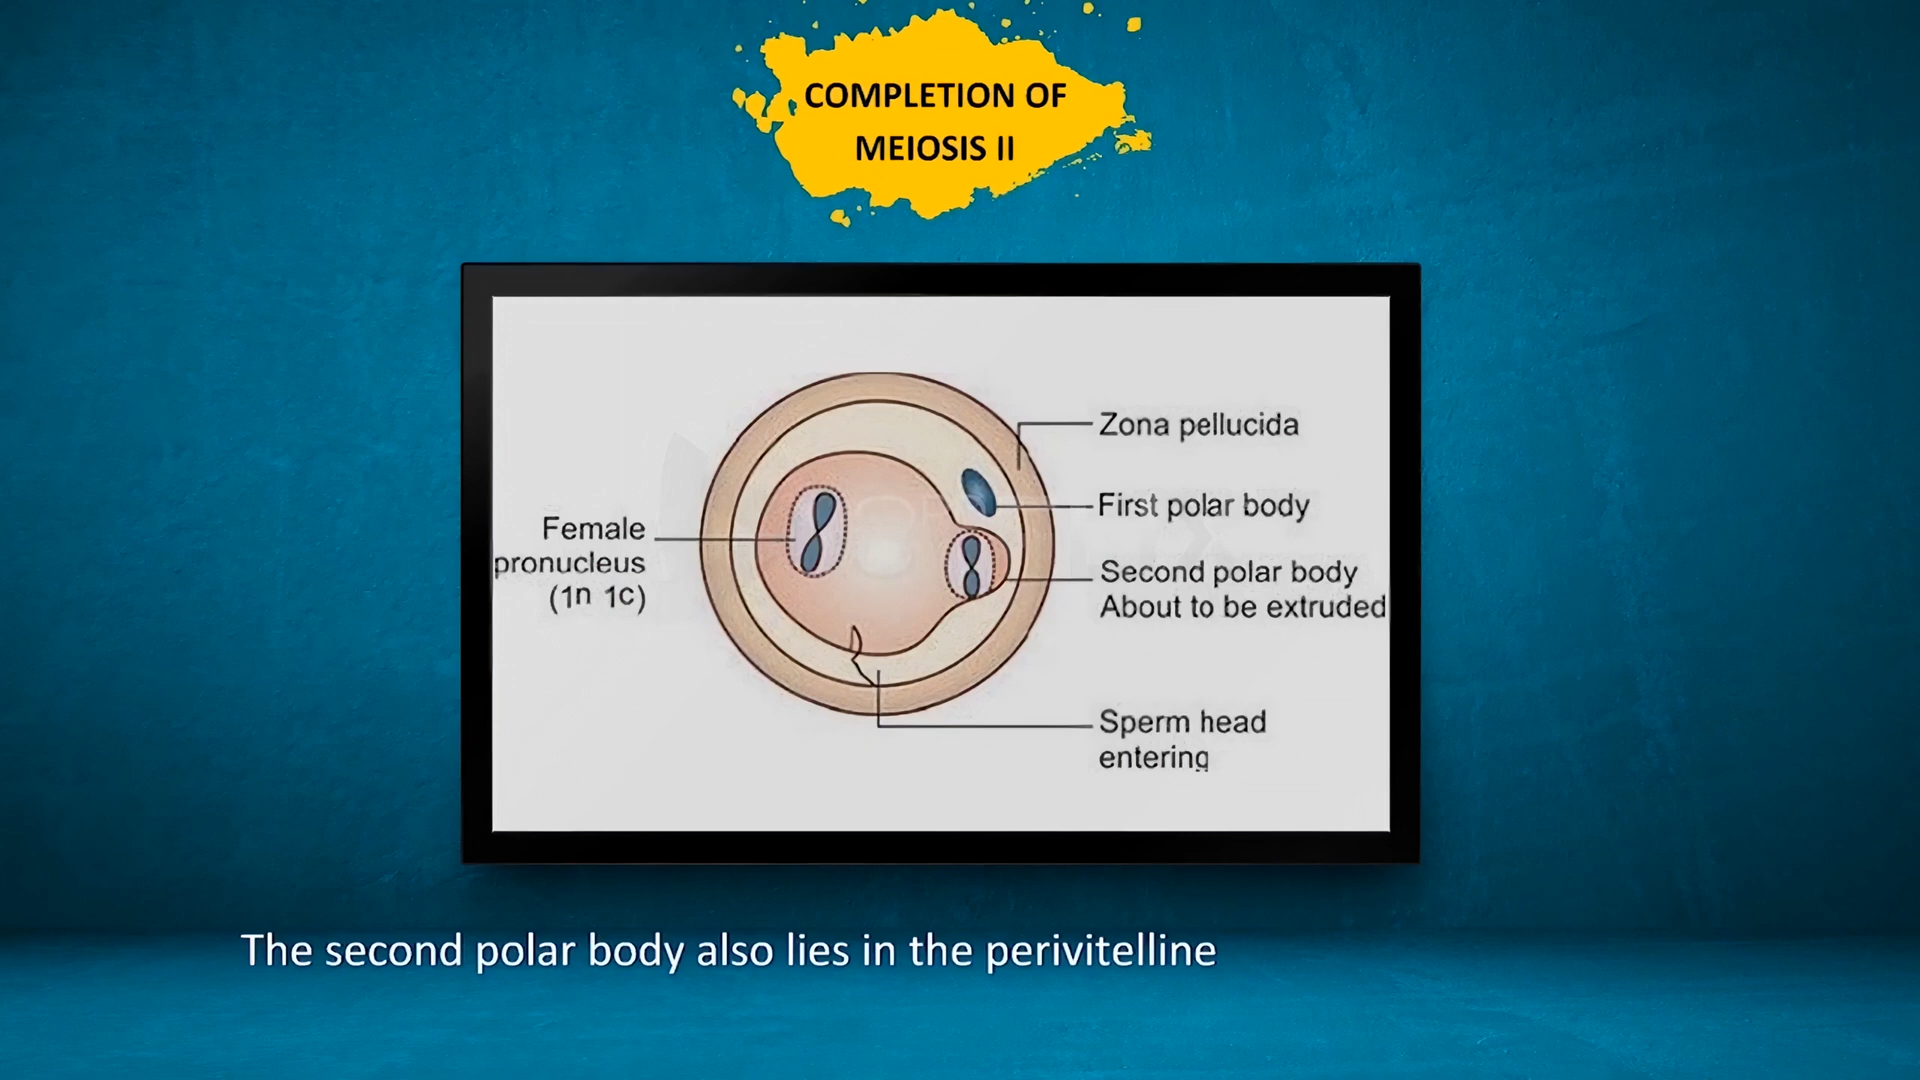 COMPLETION OF
MEIOSIS II
Zona pellucida
First polar body
Female
pronucleus
(1n 1c)
Second polar body
About to be extruded
Sperm head
entering
The second polar body also lies in the perivitelline